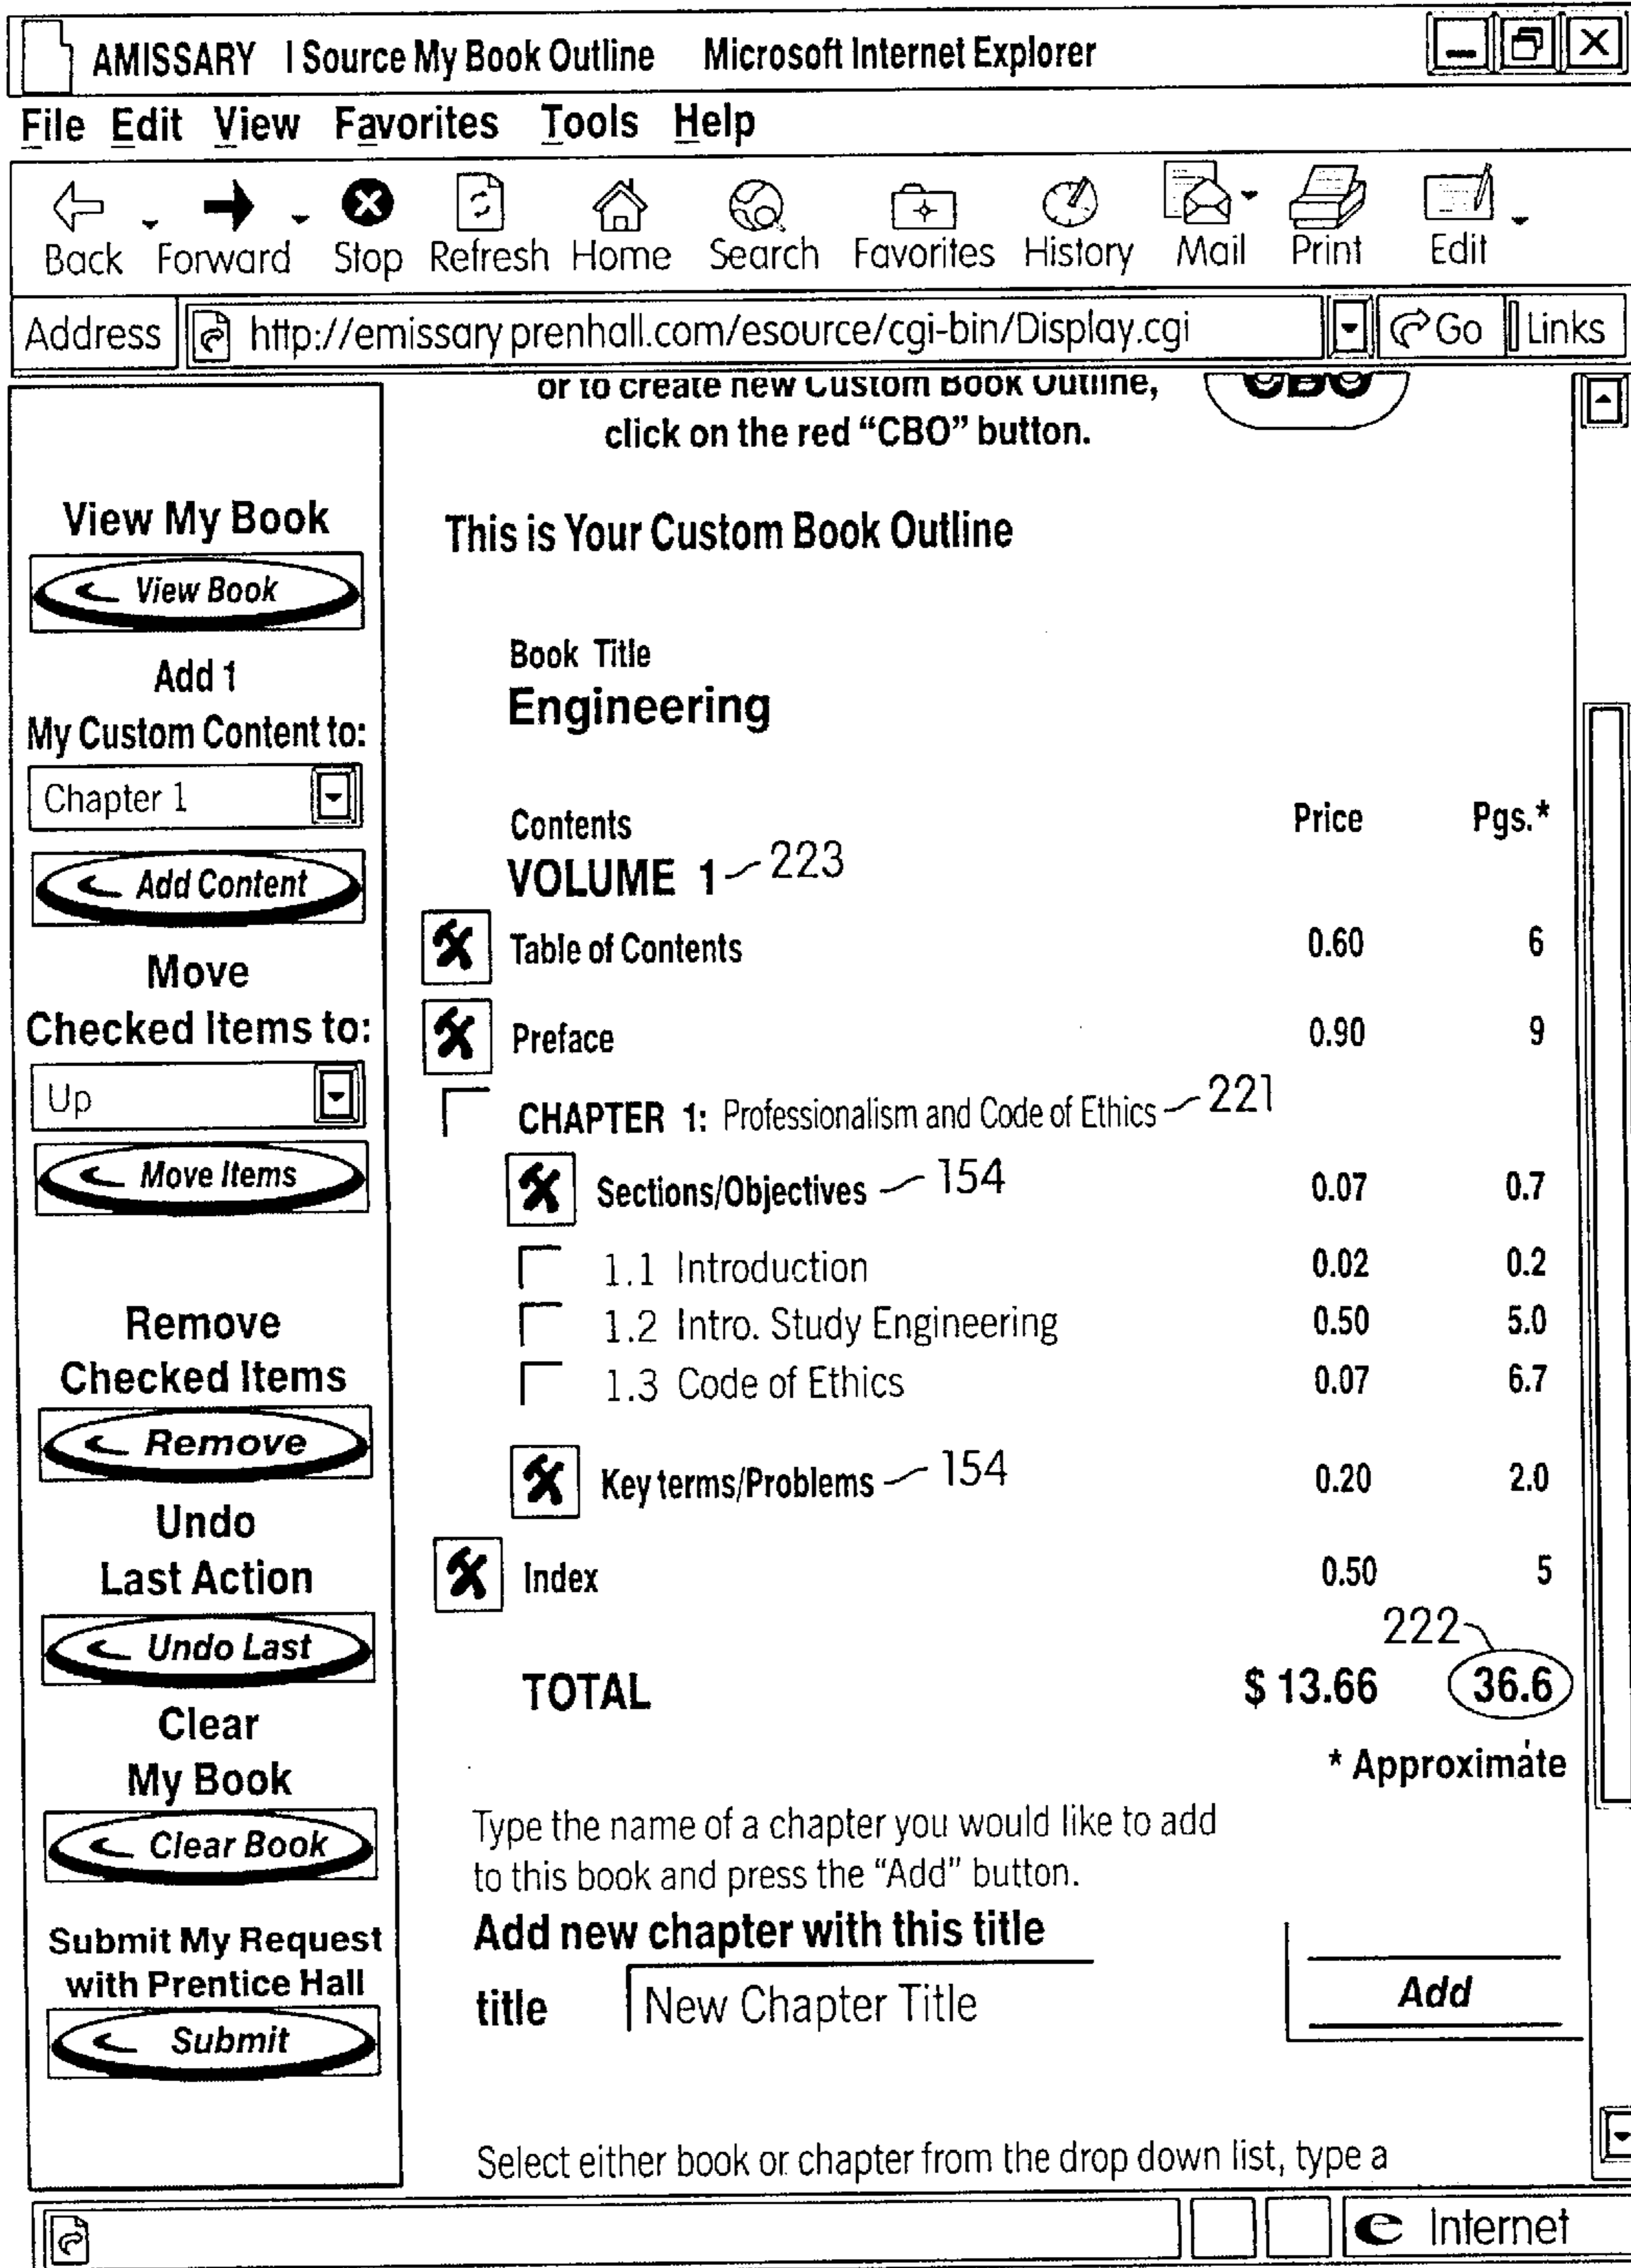 AMISSARY I Source My Book Outline Microsoft Internet Explorer
File Edit View Favorites Tools Help
Back Forward Stop Refresh Home Search Favorites History Mail Print Edit
Address http://emissary prenhall.com/esource/cgi-bin/Display.cgi Go Links
or to create new Custom Book Outline, CBO
click on the red “CBO” button.
View My Book
View Book
Add 1
My Custom Content to:
Chapter 1
Add Content
Move
Checked Items to:
Up
Move Items
Remove
Checked Items
Remove
Undo
Last Action
Undo Last
Clear
My Book
Clear Book
Submit My Request
with Prentice Hall
Submit
This is Your Custom Book Outline
Book Title
Engineering
Contents Price Pgs.*
VOLUME 1 223
Table of Contents 0.60 6
Preface 0.90 9
CHAPTER 1: Professionalism and Code of Ethics 221
Sections/Objectives 154 0.07 0.7
1.1 Introduction 0.02 0.2
1.2 Intro. Study Engineering 0.50 5.0
1.3 Code of Ethics 0.07 6.7
Key terms/Problems 154 0.20 2.0
Index 0.50 5
222
TOTAL $ 13.66 36.6
* Approximate
Type the name of a chapter you would like to add
to this book and press the “Add” button.
Add new chapter with this title
title New Chapter Title Add
Select either book or chapter from the drop down list, type a
Internet